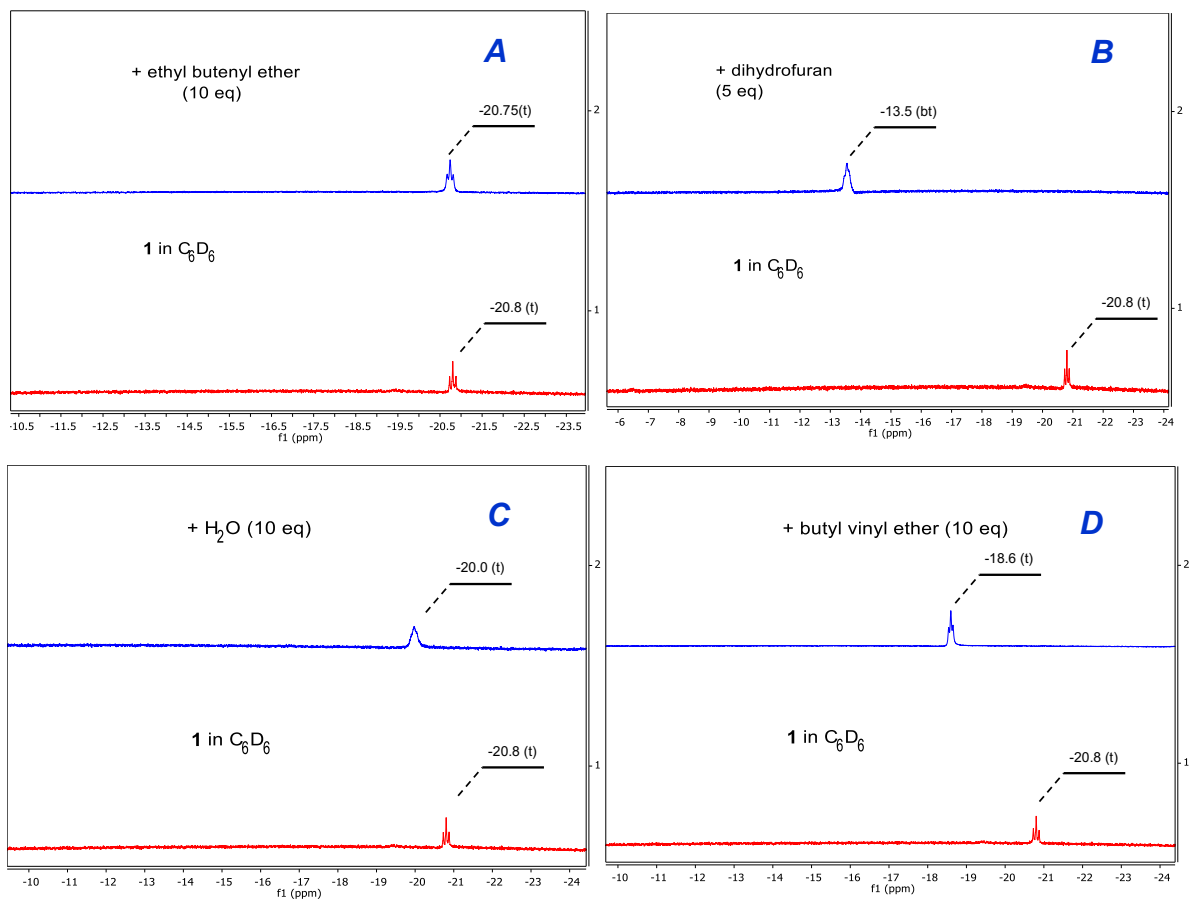 A
+ ethyl butenyl ether
(10 eq)
-20.75(t)
2
1 in C6D6
-20.8 (t)
1
-10.5 -11.5 -12.5 -13.5 -14.5 -15.5 -16.5 -17.5 -18.5 -19.5 -20.5 -21.5 -22.5 -23.5
f1 (ppm)
B
+ dihydrofuran
(5 eq)
-13.5 (bt)
2
1 in C6D6
-20.8 (t)
1
-6 -7 -8 -9 -10 -11 -12 -13 -14 -15 -16 -17 -18 -19 -20 -21 -22 -23 -24
f1 (ppm)
C
+ H2O (10 eq)
-20.0 (t)
2
1 in C6D6
-20.8 (t)
1
-10 -11 -12 -13 -14 -15 -16 -17 -18 -19 -20 -21 -22 -23 -24
f1 (ppm)
D
+ butyl vinyl ether (10 eq)
-18.6 (t)
2
1 in C6D6
-20.8 (t)
1
-10 -11 -12 -13 -14 -15 -16 -17 -18 -19 -20 -21 -22 -23 -24
f1 (ppm)